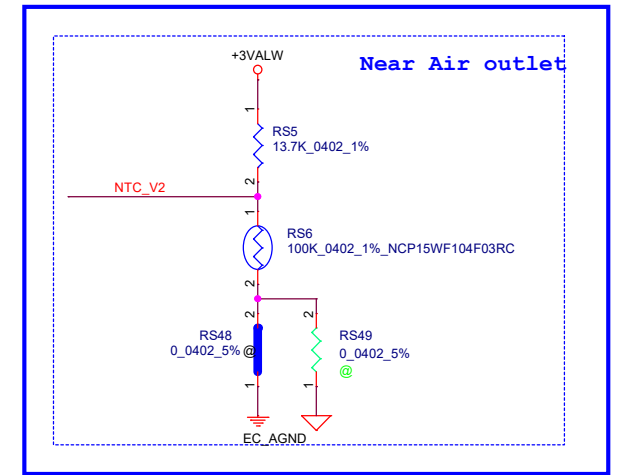 +3VALW
Near Air outlet
1
RS5
13.7K_0402_1%
2
NTC_V2
1
RS6
100K_0402_1%_NCP15WF104F03RC
2
2
2
RS48
0_0402_5%
@
RS49
0_0402_5%
@
1
1
EC_AGND